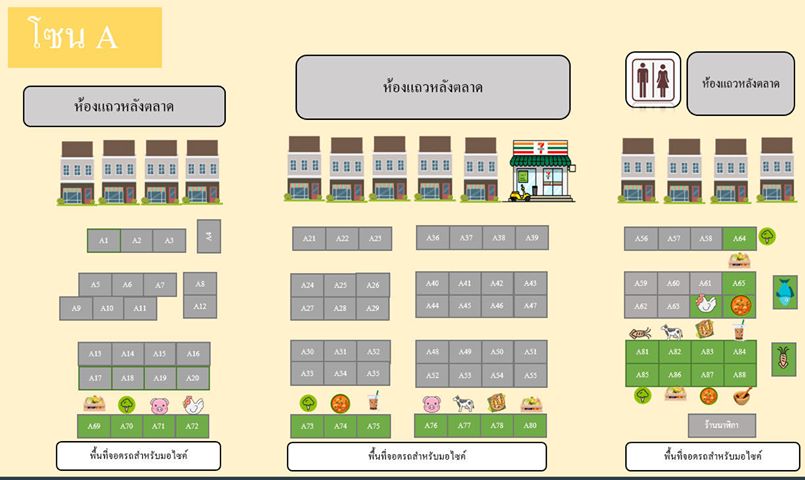 โซน A
ห้องแถวหลังตลาด
ห้องแถวหลังตลาด
ห้องแถวหลังตลาด
7
A1 A2 A3 A4
A21 A22 A23
A36 A37 A38 A39
A56 A57 A58 A64
A5 A6 A7 A8
A9 A10 A11 A12
A24 A25 A26
A27 A28 A29
A40 A41 A42 A43
A44 A45 A46 A47
A59 A60 A61 A65
A62 A63
A13 A14 A15 A16
A17 A18 A19 A20
A30 A31 A32
A33 A34 A35
A48 A49 A50 A51
A52 A53 A54 A55
A81 A82 A83 A84
A85 A86 A87 A88
A69 A70 A71 A72
A73 A74 A75
A76 A77 A78 A80
ร้านนาฬิกา
พื้นที่จอดรถสำหรับมอไซค์
พื้นที่จอดรถสำหรับมอไซค์
พื้นที่จอดรถสำหรับมอไซค์